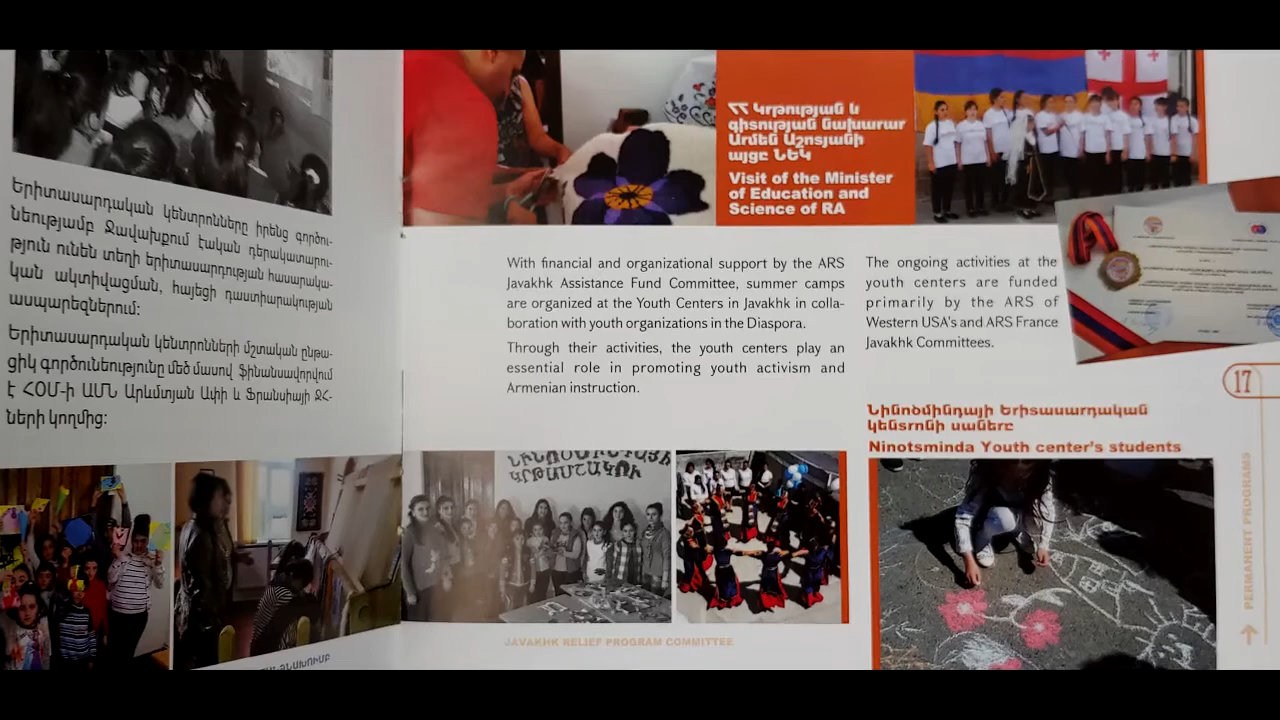 Երիտասարդական կենտրոնները իրենց գործու-
նեությամբ Ջավախքում էական դերակատարու-
թյուն ունեն տեղի երիտասարդության հասարակա-
կան ակտիվացման, հայեցի դաստիարակության
ասպարեզներում:
Երիտասարդական կենտրոնների մշտական ընթա-
ցիկ գործունեությունը մեծ մասով ֆինանսավորվում
է ՀՕՄ-ի ԱՄՆ Արևմտյան Ափի և Ֆրանսիայի ՋՀ-
ների կողմից:
ՀՀ Կրթության և
գիտության նախարար
Արմեն Աշոտյանի
այցը ՆԵԿ
Visit of the Minister
of Education and
Science of RA
With financial and organizational support by the ARS
Javakhk Assistance Fund Committee, summer camps
are organized at the Youth Centers in Javakhk in colla-
boration with youth organizations in the Diaspora.
Through their activities, the youth centers play an
essential role in promoting youth activism and
Armenian instruction.
The ongoing activities at the
youth centers are funded
primarily by the ARS of
Western USA's and ARS France
Javakhk Committees.
17
Նինոծմինդայի Երիտասարդական
կենտրոնի սաները
Ninotsminda Youth center's students
JAVAKHK RELIEF PROGRAM COMMITTEE
PERMANENT PROGRAMS